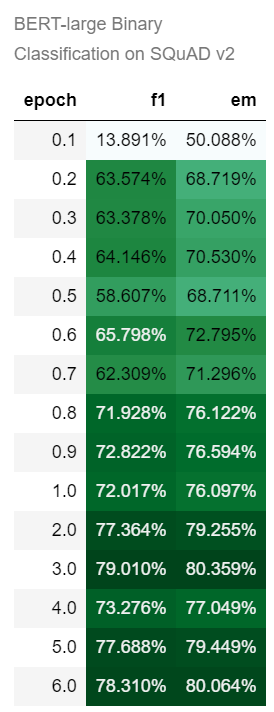 BERT-large Binary
Classification on SQuAD v2
epoch f1 em
0.1 13.891% 50.088%
0.2 63.574% 68.719%
0.3 63.378% 70.050%
0.4 64.146% 70.530%
0.5 58.607% 68.711%
0.6 65.798% 72.795%
0.7 62.309% 71.296%
0.8 71.928% 76.122%
0.9 72.822% 76.594%
1.0 72.017% 76.097%
2.0 77.364% 79.255%
3.0 79.010% 80.359%
4.0 73.276% 77.049%
5.0 77.688% 79.449%
6.0 78.310% 80.064%